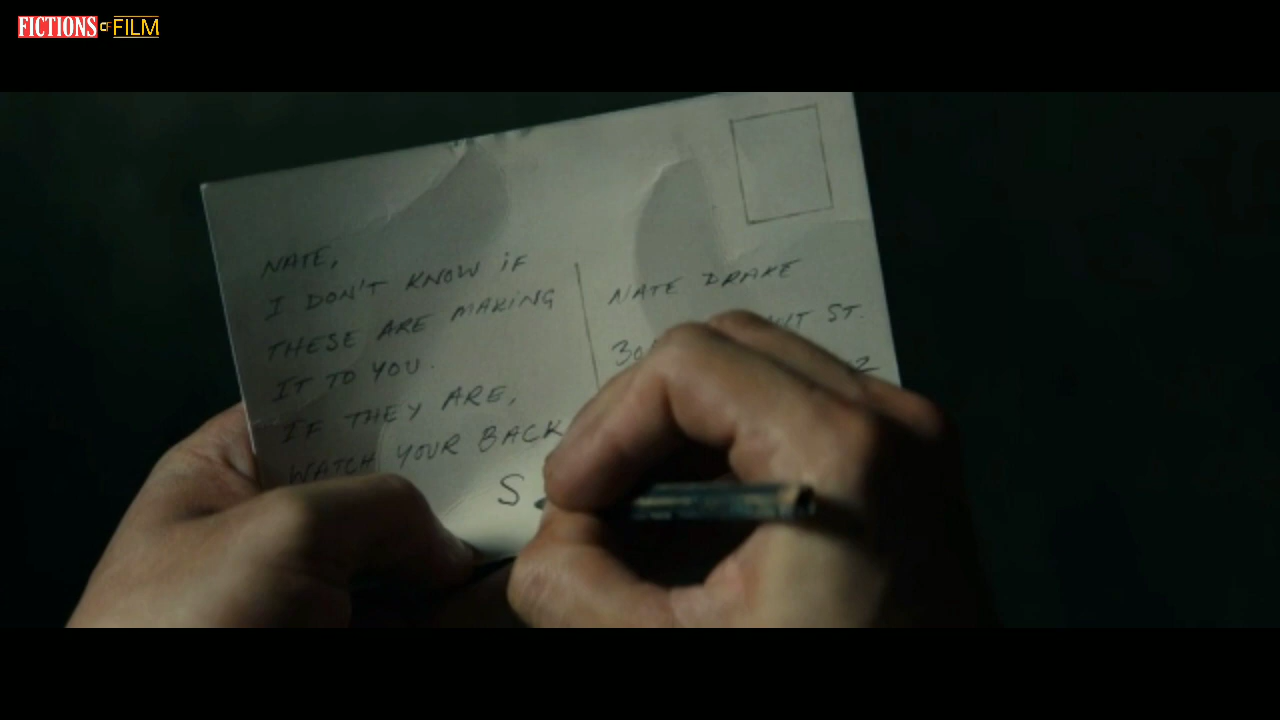 FICTIONS OF FILM
NATE,
I DON'T KNOW IF
THESE ARE MAKING
IT TO YOU.
IF THEY ARE,
WATCH YOUR BACK
S
NATE DRAKE
ST.